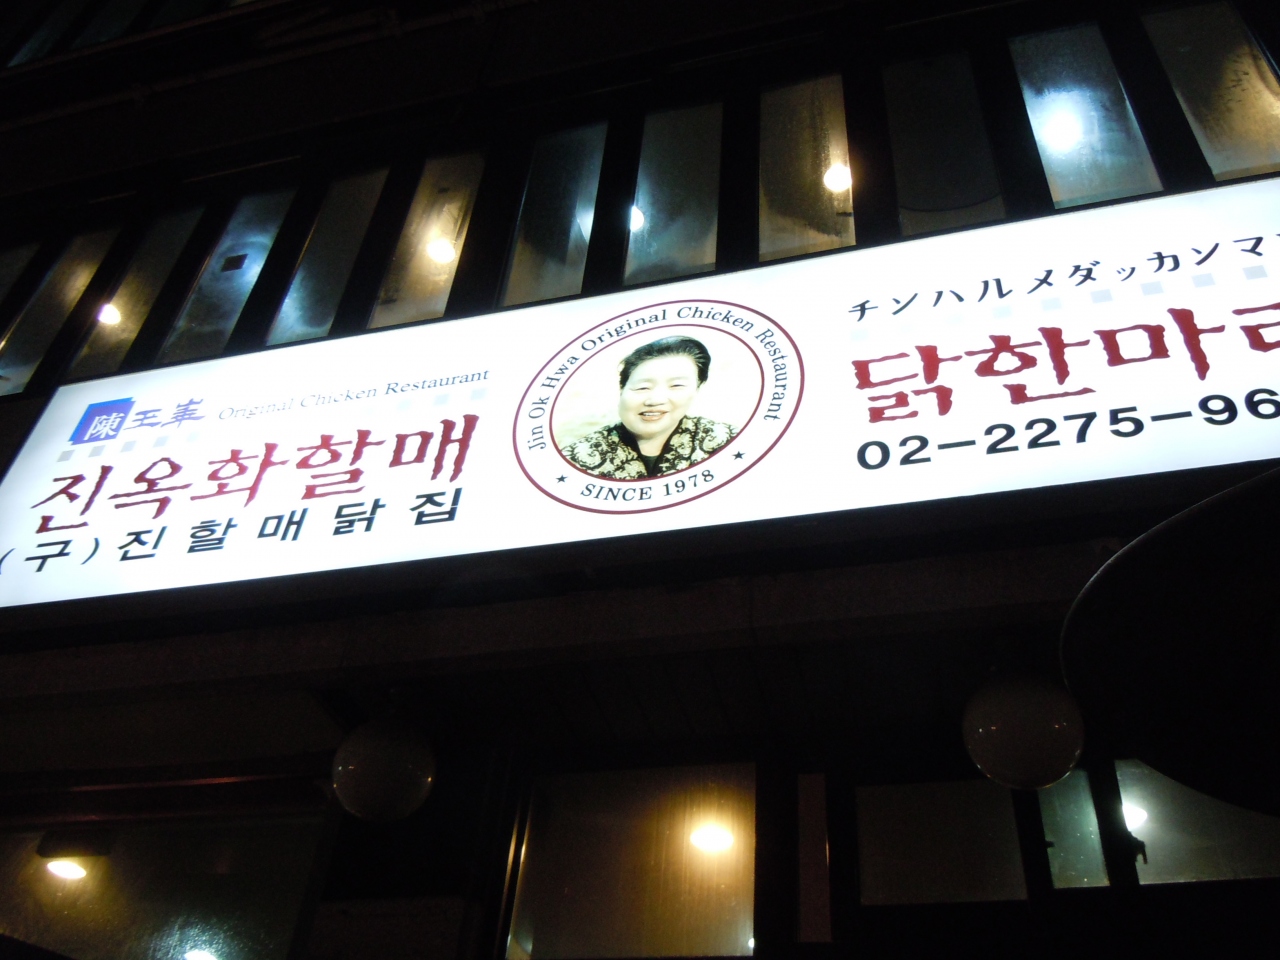 陳玉華 Original Chicken Restaurant
진옥화할매
(구)진할매닭집
Jin Ok Hwa Original Chicken Restaurant
★ SINCE 1978 ★
チンハルメダッカンマ
닭한마리
02-2275-96